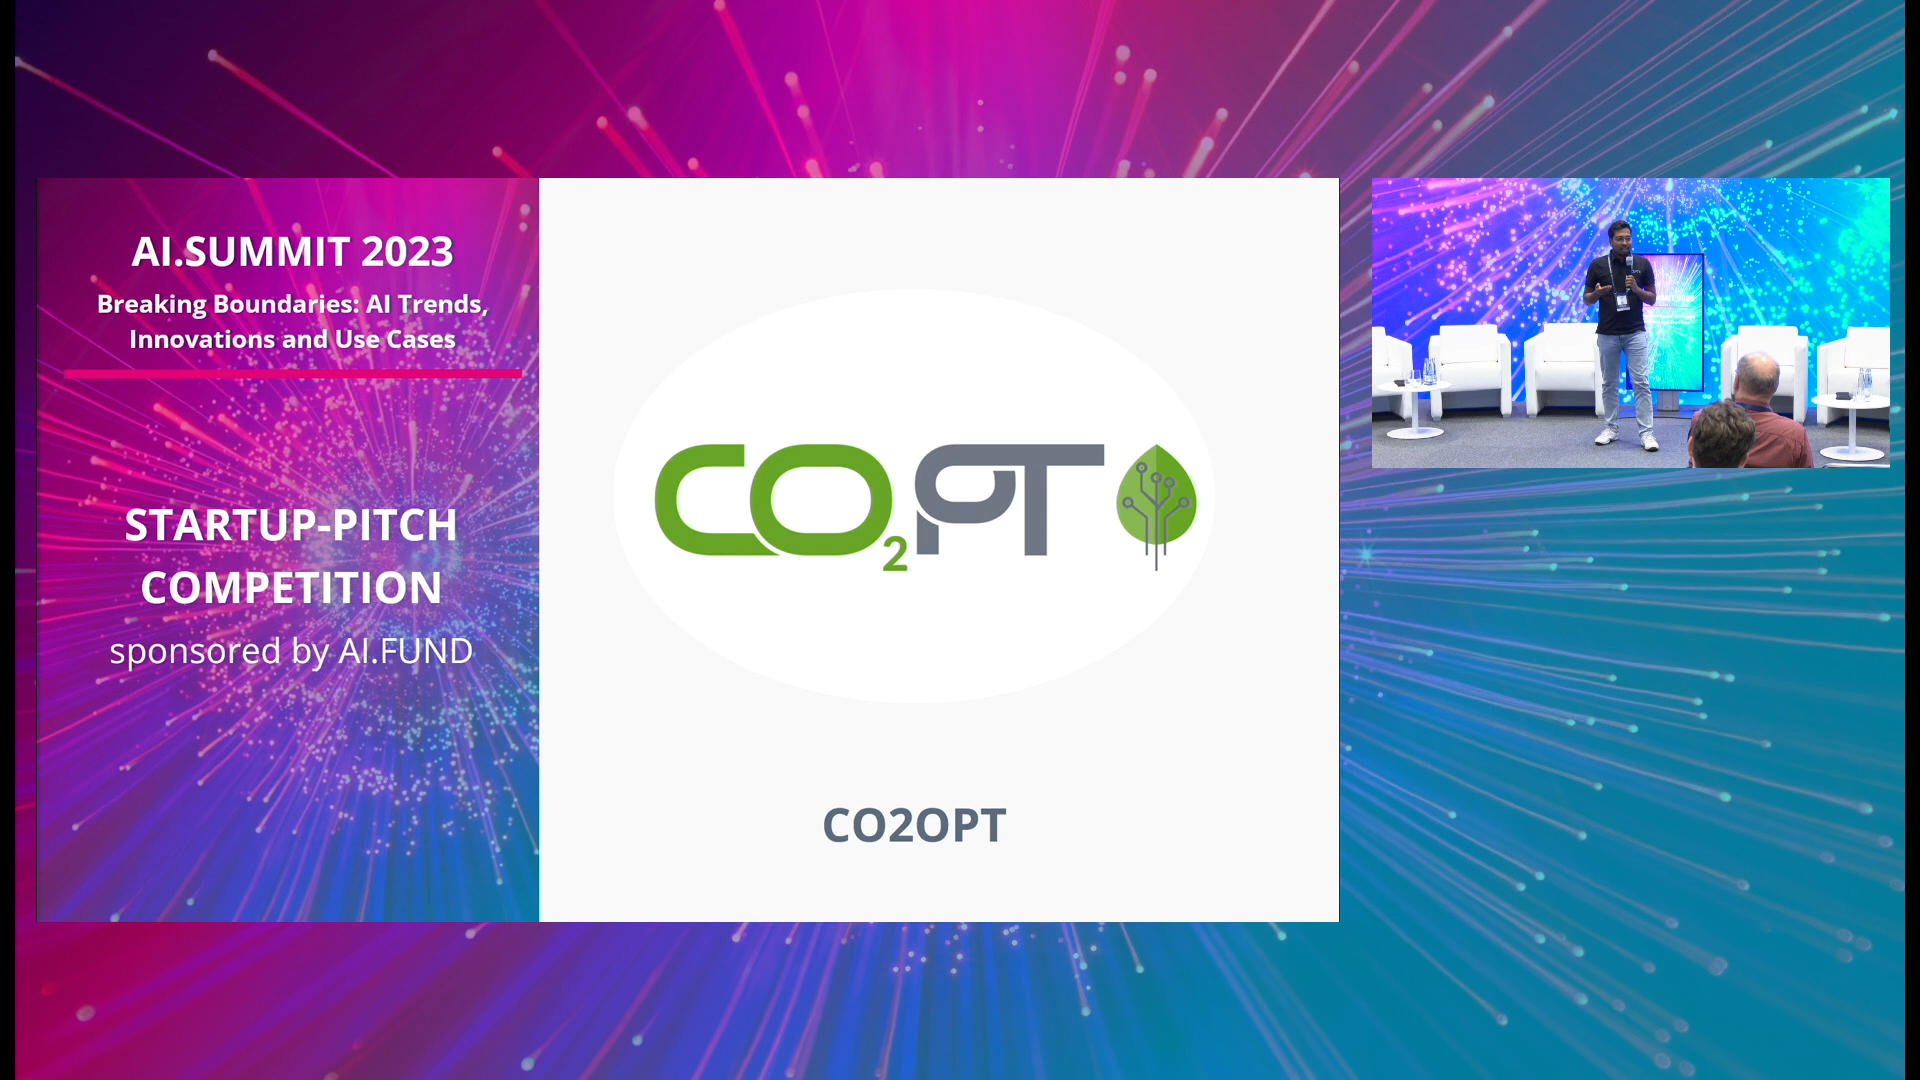 AI.SUMMIT 2023
Breaking Boundaries: AI Trends,
Innovations and Use Cases
STARTUP-PITCH
COMPETITION
sponsored by AI.FUND
CO2PT
CO2OPT